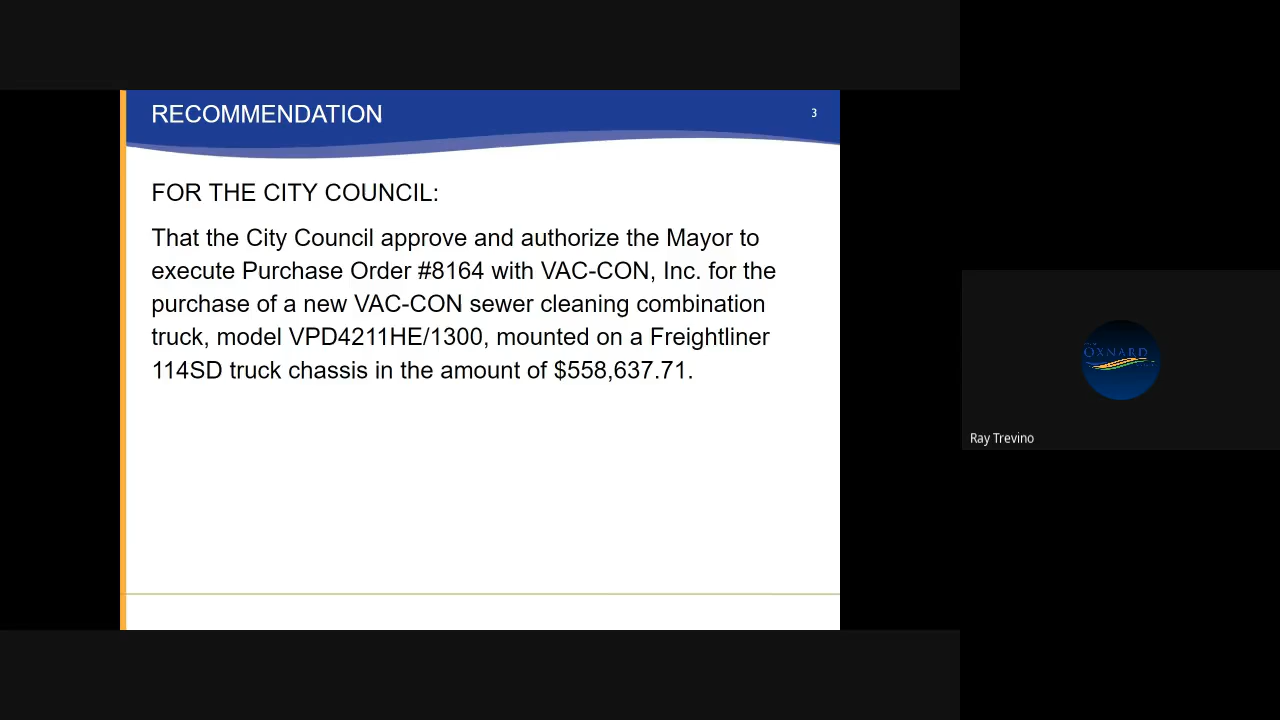 RECOMMENDATION
3
FOR THE CITY COUNCIL:
That the City Council approve and authorize the Mayor to
execute Purchase Order #8164 with VAC-CON, Inc. for the
purchase of a new VAC-CON sewer cleaning combination
truck, model VPD4211HE/1300, mounted on a Freightliner
114SD truck chassis in the amount of $558,637.71.
OXNARD
Ray Trevino